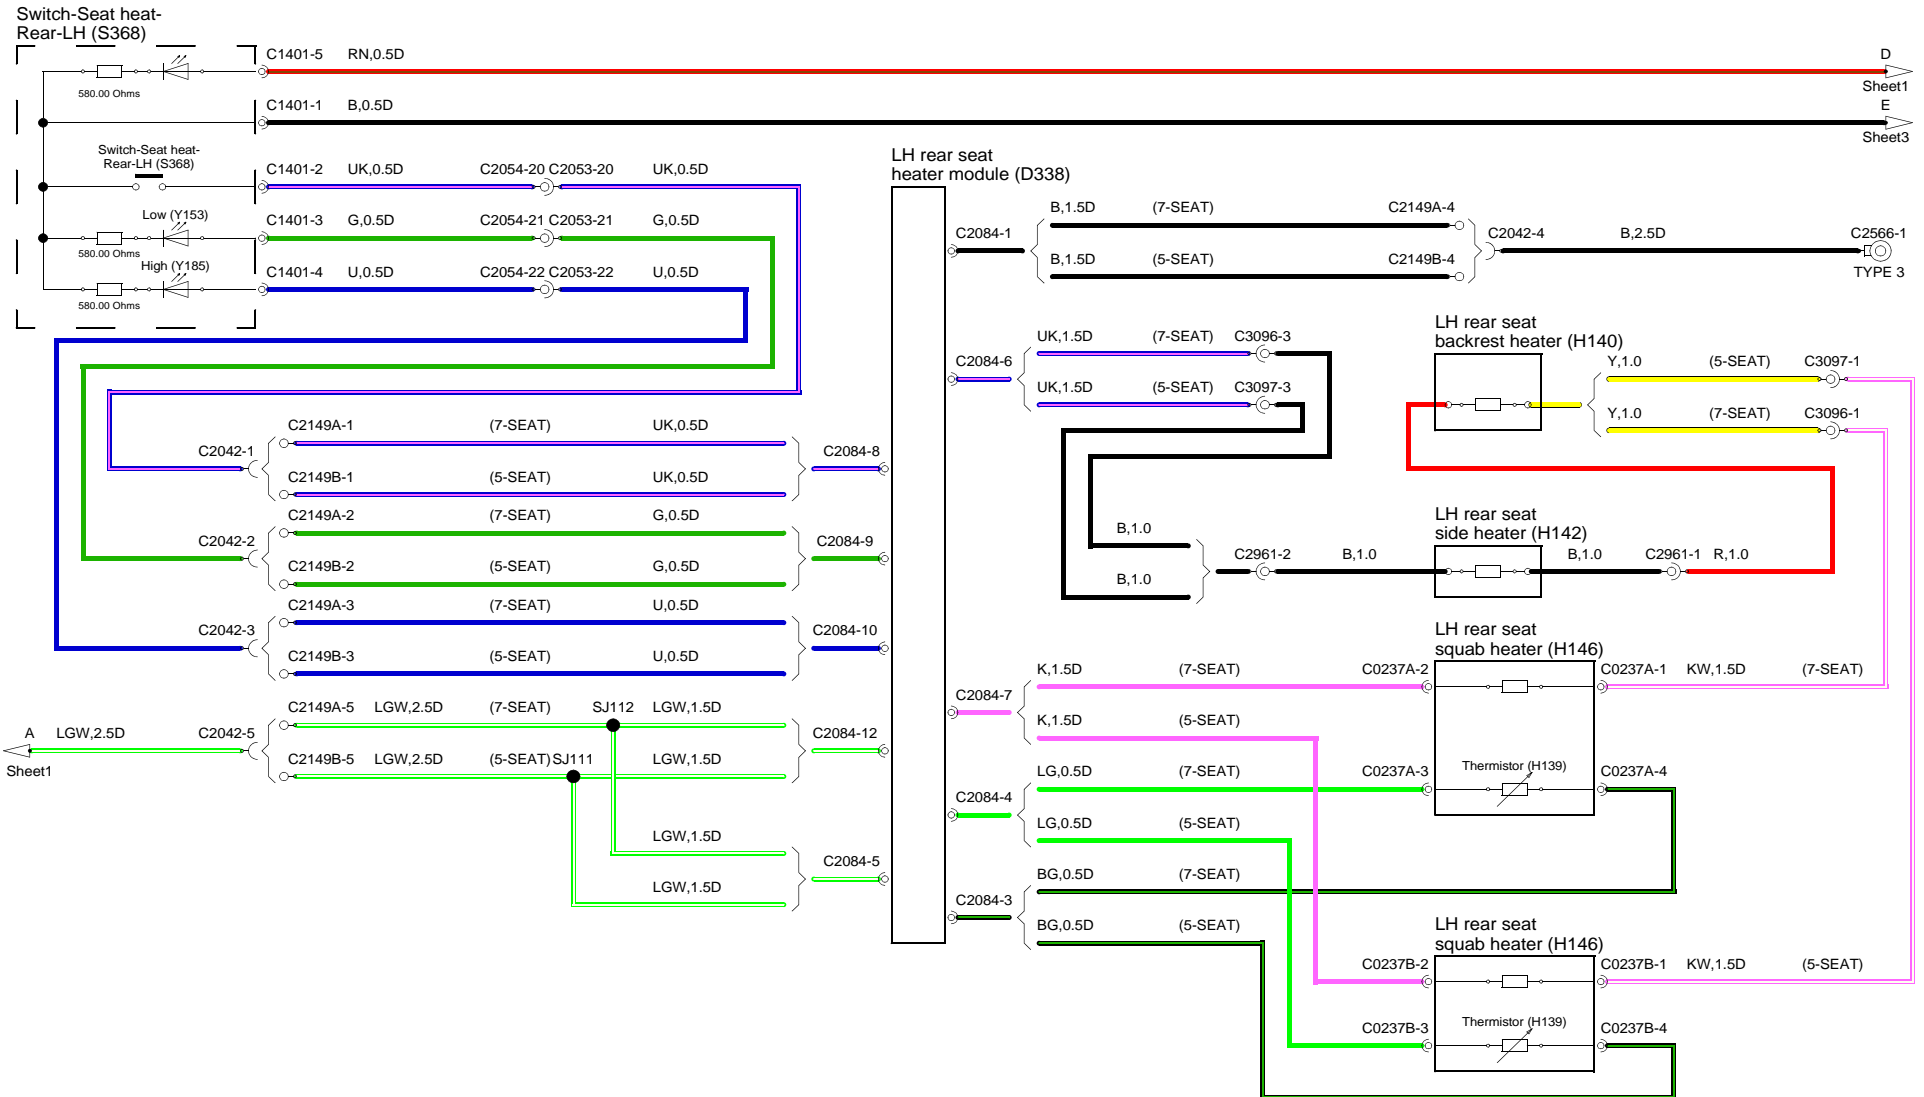 Switch-Seat heat-
Rear-LH (S368)
C1401-5 RN,0.5D
580.00 Ohms
D
Sheet1
C1401-1 B,0.5D
E
Sheet3
Switch-Seat heat-
Rear-LH (S368)
C1401-2 UK,0.5D C2054-20 C2053-20 UK,0.5D
Low (Y153)
C1401-3 G,0.5D C2054-21 C2053-21 G,0.5D
580.00 Ohms
High (Y185)
C1401-4 U,0.5D C2054-22 C2053-22 U,0.5D
580.00 Ohms
C2042-1
C2149A-1 (7-SEAT) UK,0.5D
C2149B-1 (5-SEAT) UK,0.5D
C2084-8
C2042-2
C2149A-2 (7-SEAT) G,0.5D
C2149B-2 (5-SEAT) G,0.5D
C2084-9
C2042-3
C2149A-3 (7-SEAT) U,0.5D
C2149B-3 (5-SEAT) U,0.5D
C2084-10
A LGW,2.5D
Sheet1
C2042-5
C2149A-5 LGW,2.5D (7-SEAT) SJ112 LGW,1.5D
C2149B-5 LGW,2.5D (5-SEAT) SJ111 LGW,1.5D
C2084-12
LGW,1.5D
LGW,1.5D
C2084-5
LH rear seat
heater module (D338)
C2084-1
B,1.5D (7-SEAT) C2149A-4
B,1.5D (5-SEAT) C2149B-4
C2042-4 B,2.5D C2566-1
TYPE 3
C2084-6
UK,1.5D (7-SEAT) C3096-3
UK,1.5D (5-SEAT) C3097-3
LH rear seat
backrest heater (H140)
Y,1.0 (5-SEAT) C3097-1
Y,1.0 (7-SEAT) C3096-1
B,1.0
B,1.0
C2961-2 B,1.0
LH rear seat
side heater (H142)
B,1.0 C2961-1 R,1.0
LH rear seat
squab heater (H146)
C2084-7
K,1.5D (7-SEAT) C0237A-2
C0237A-1 KW,1.5D (7-SEAT)
K,1.5D (5-SEAT)
C2084-4
LG,0.5D (7-SEAT) C0237A-3
Thermistor (H139)
C0237A-4
LG,0.5D (5-SEAT)
C2084-3
BG,0.5D (7-SEAT)
BG,0.5D (5-SEAT)
LH rear seat
squab heater (H146)
C0237B-2
C0237B-1 KW,1.5D (5-SEAT)
C0237B-3
Thermistor (H139)
C0237B-4